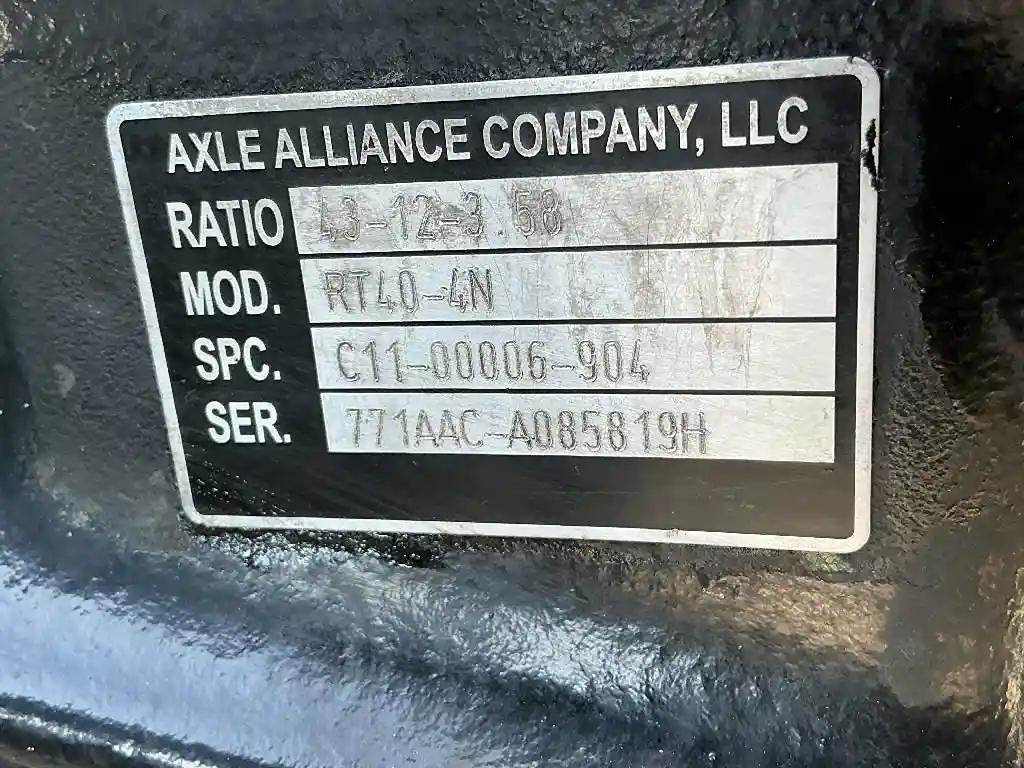 AXLE ALLIANCE COMPANY, LLC
RATIO 43-12-3.58
MOD. RT40-4N
SPC. C11-00006-904
SER. 771AAC-A085819H